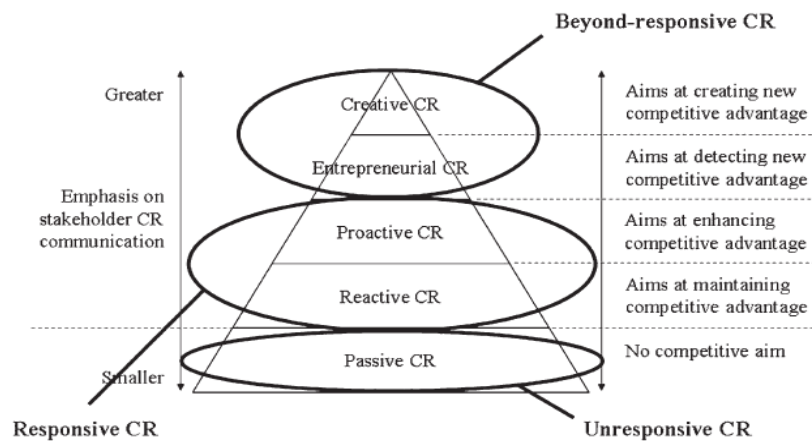 Beyond-responsive CR
Greater
Creative CR
Aims at creating new
competitive advantage
Entrepreneurial CR
Aims at detecting new
competitive advantage
Emphasis on
stakeholder CR
communication
Proactive CR
Aims at enhancing
competitive advantage
Reactive CR
Aims at maintaining
competitive advantage
Passive CR
No competitive aim
Smaller
Responsive CR
Unresponsive CR